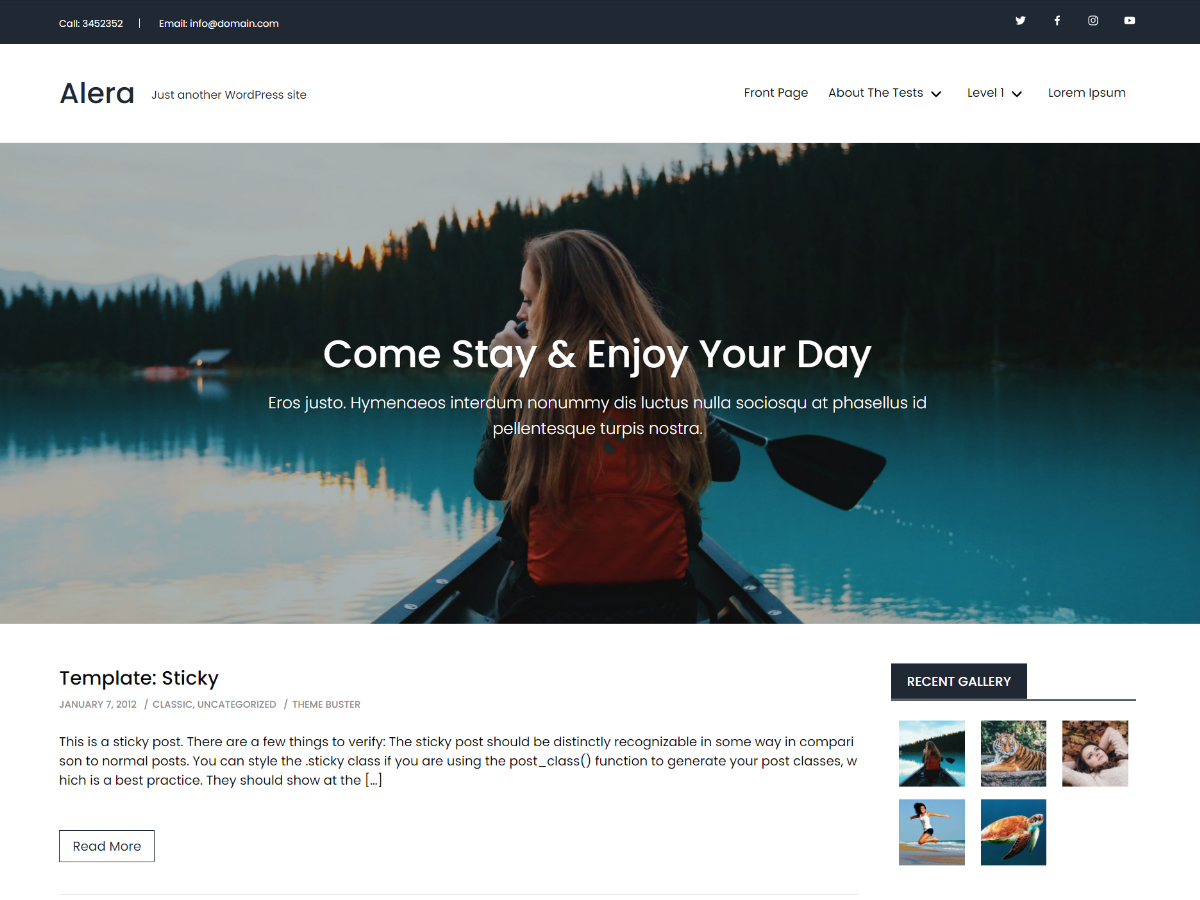 Call: 3452352 | Email: info@domain.com
Alera Just another WordPress site
Front Page About The Tests Level 1 Lorem Ipsum
Come Stay & Enjoy Your Day
Eros justo. Hymenaeos interdum nonummy dis luctus nulla sociosqu at phasellus id
pellentesque turpis nostra.
Template: Sticky
JANUARY 7, 2012 / CLASSIC, UNCATEGORIZED / THEME BUSTER
This is a sticky post. There are a few things to verify: The sticky post should be distinctly recognizable in some way in compari
son to normal posts. You can style the .sticky class if you are using the post_class() function to generate your post classes, w
hich is a best practice. They should show at the […]
Read More
RECENT GALLERY